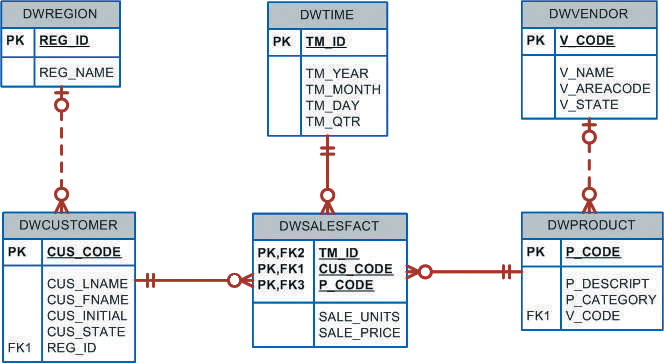 DWREGION
PK REG_ID
REG_NAME
DWTIME
PK TM_ID
TM_YEAR
TM_MONTH
TM_DAY
TM_QTR
DWVENDOR
PK V_CODE
V_NAME
V_AREACODE
V_STATE
DWCUSTOMER
PK CUS_CODE
CUS_LNAME
CUS_FNAME
CUS_INITIAL
CUS_STATE
FK1 REG_ID
DWSALESFACT
PK,FK2 TM_ID
PK,FK1 CUS_CODE
PK,FK3 P_CODE
SALE_UNITS
SALE_PRICE
DWPRODUCT
PK P_CODE
P_DESCRIPT
P_CATEGORY
FK1 V_CODE